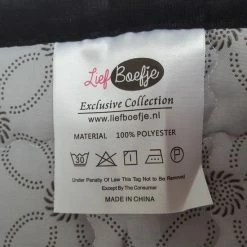 Lief Boefje
Exclusive Collection
www.liefboefje.nl
MATERIAL 100% POLYESTER
30
Under Penalty Of Law This Tag Not To Be Removed
Except By The Consumer
MADE IN CHINA